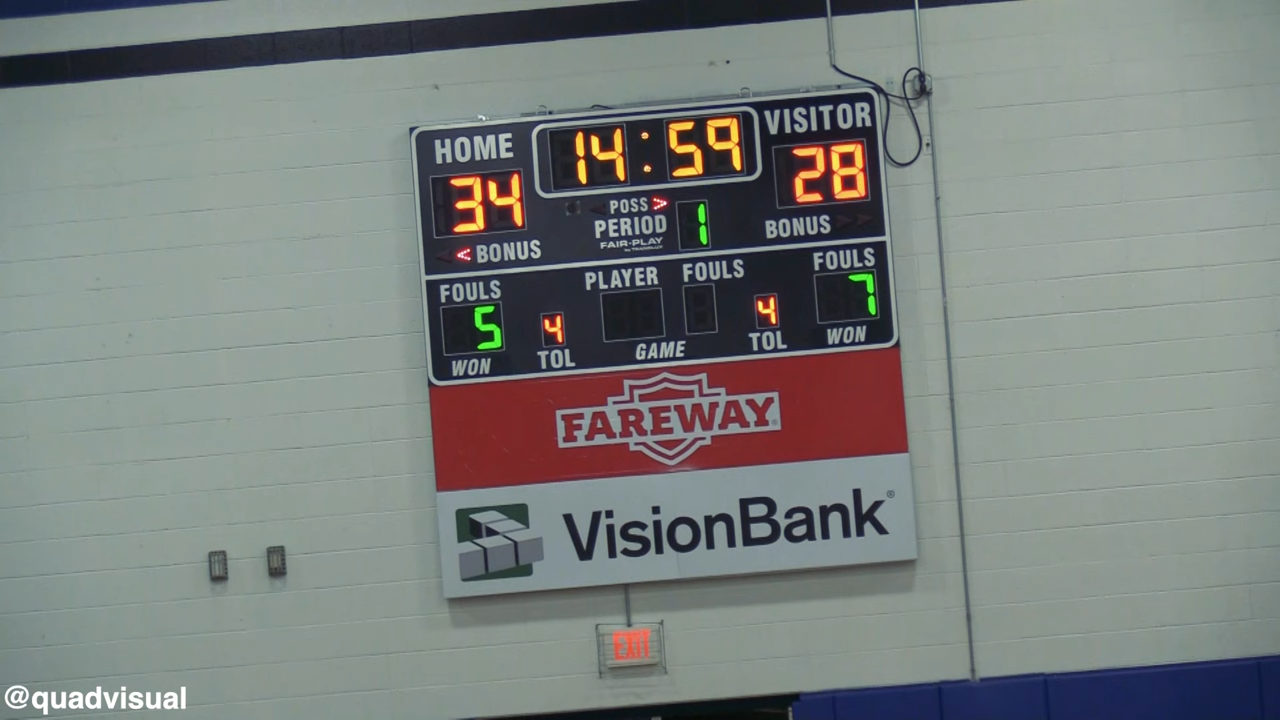 HOME
14:59
VISITOR
34
28
POSS >
PERIOD 1
FAIR-PLAY
< BONUS
BONUS
FOULS
PLAYER FOULS
FOULS
5
4
4
7
WON
TOL
GAME
TOL
WON
FAREWAY
VisionBank®
EXIT
@quadvisual